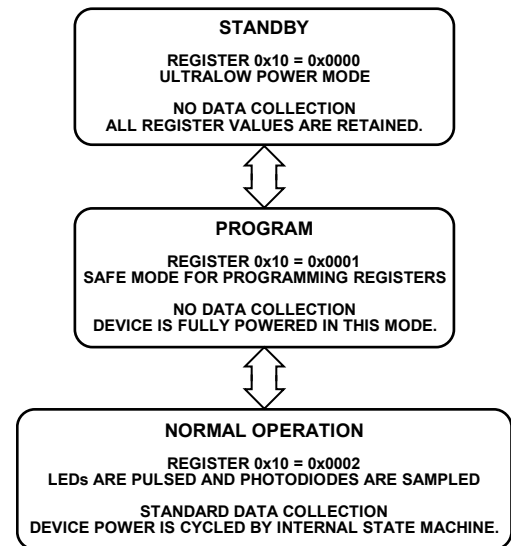 STANDBY
REGISTER 0x10 = 0x0000
ULTRALOW POWER MODE
NO DATA COLLECTION
ALL REGISTER VALUES ARE RETAINED.
PROGRAM
REGISTER 0x10 = 0x0001
SAFE MODE FOR PROGRAMMING REGISTERS
NO DATA COLLECTION
DEVICE IS FULLY POWERED IN THIS MODE.
NORMAL OPERATION
REGISTER 0x10 = 0x0002
LEDs ARE PULSED AND PHOTODIODES ARE SAMPLED
STANDARD DATA COLLECTION
DEVICE POWER IS CYCLED BY INTERNAL STATE MACHINE.